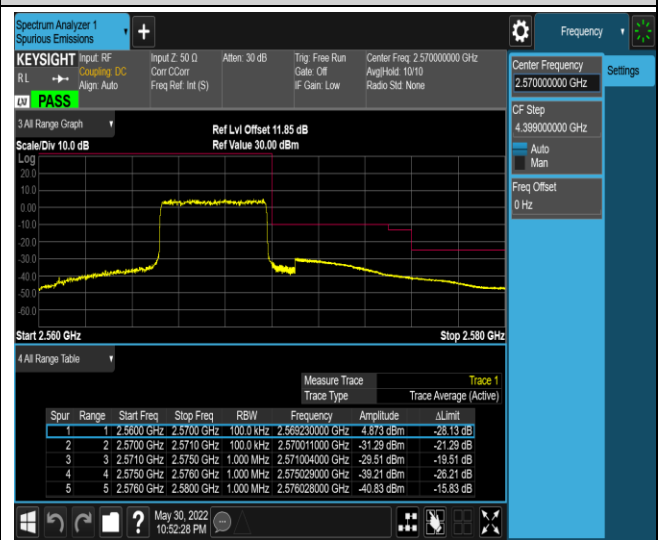 Spectrum Analyzer 1
Spurious Emissions
Frequency
KEYSIGHT Input: RF Input Z: 50 Ω Atten: 30 dB Trig: Free Run Center Freq: 2.570000000 GHz
RL Coupling: DC Corr CCorr Gate: Off Avg|Hold: 10/10
Align: Auto Freq Ref: Int (S) IF Gain: Low Radio Std: None
LXI PASS
Center Frequency
2.570000000 GHz
Settings
CF Step
4.399000000 GHz
Auto
Man
Freq Offset
0 Hz
3 All Range Graph
Ref Lvl Offset 11.85 dB
Scale/Div 10.0 dB Ref Value 30.00 dBm
Log
20.0
10.0
0.00
-10.0
-20.0
-30.0
-40.0
-50.0
-60.0
Start 2.560 GHz Stop 2.580 GHz
4 All Range Table
Measure Trace Trace 1
Trace Type Trace Average (Active)
Spur Range Start Freq Stop Freq RBW Frequency Amplitude ΔLimit
1 1 2.5600 GHz 2.5700 GHz 100.0 kHz 2.569230000 GHz 4.873 dBm -28.13 dB
2 2 2.5700 GHz 2.5710 GHz 100.0 kHz 2.570011000 GHz -31.29 dBm -21.29 dB
3 3 2.5710 GHz 2.5750 GHz 1.000 MHz 2.571004000 GHz -29.51 dBm -19.51 dB
4 4 2.5750 GHz 2.5760 GHz 1.000 MHz 2.575029000 GHz -39.21 dBm -26.21 dB
5 5 2.5760 GHz 2.5800 GHz 1.000 MHz 2.576028000 GHz -40.83 dBm -15.83 dB
May 30, 2022
10:52:28 PM